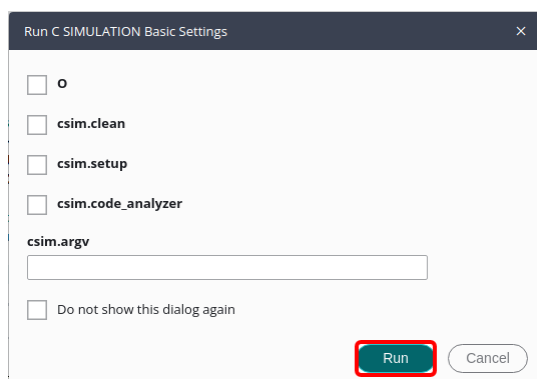 Run C SIMULATION Basic Settings
O
csim.clean
csim.setup
csim.code_analyzer
csim.argv
Do not show this dialog again
Run Cancel